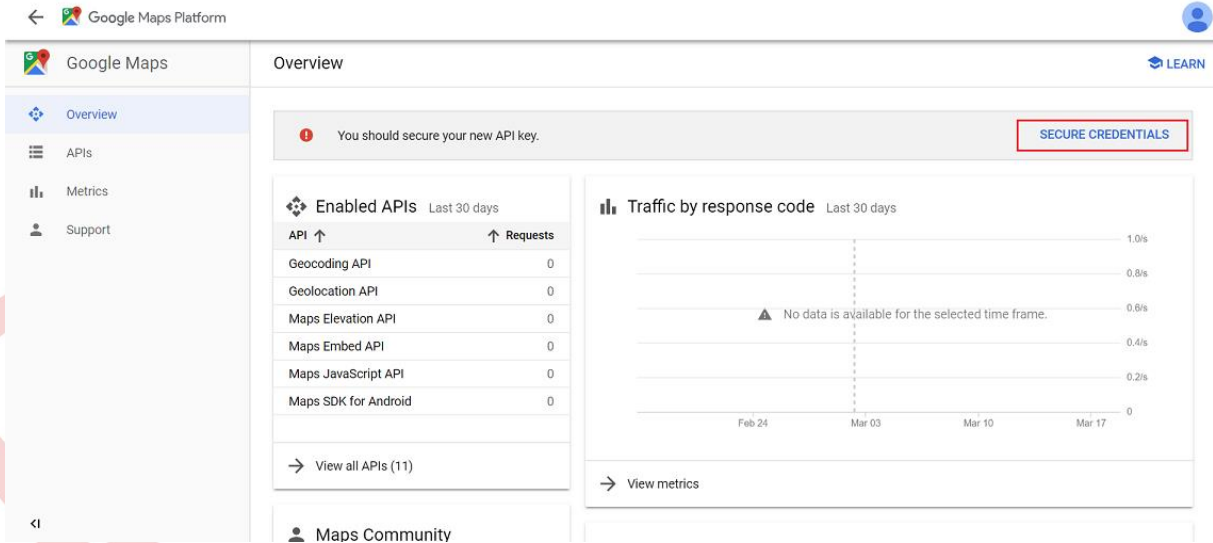 Google Maps Platform
Google Maps
Overview
LEARN
Overview
APIs
Metrics
Support
You should secure your new API key.
SECURE CREDENTIALS
Enabled APIs Last 30 days
API Requests
Geocoding API 0
Geolocation API 0
Maps Elevation API 0
Maps Embed API 0
Maps JavaScript API 0
Maps SDK for Android 0
View all APIs (11)
Traffic by response code Last 30 days
1.0/s
0.8/s
No data is available for the selected time frame.
0.6/s
0.4/s
0.2/s
0
Feb 24 Mar 03 Mar 10 Mar 17
View metrics
Maps Community